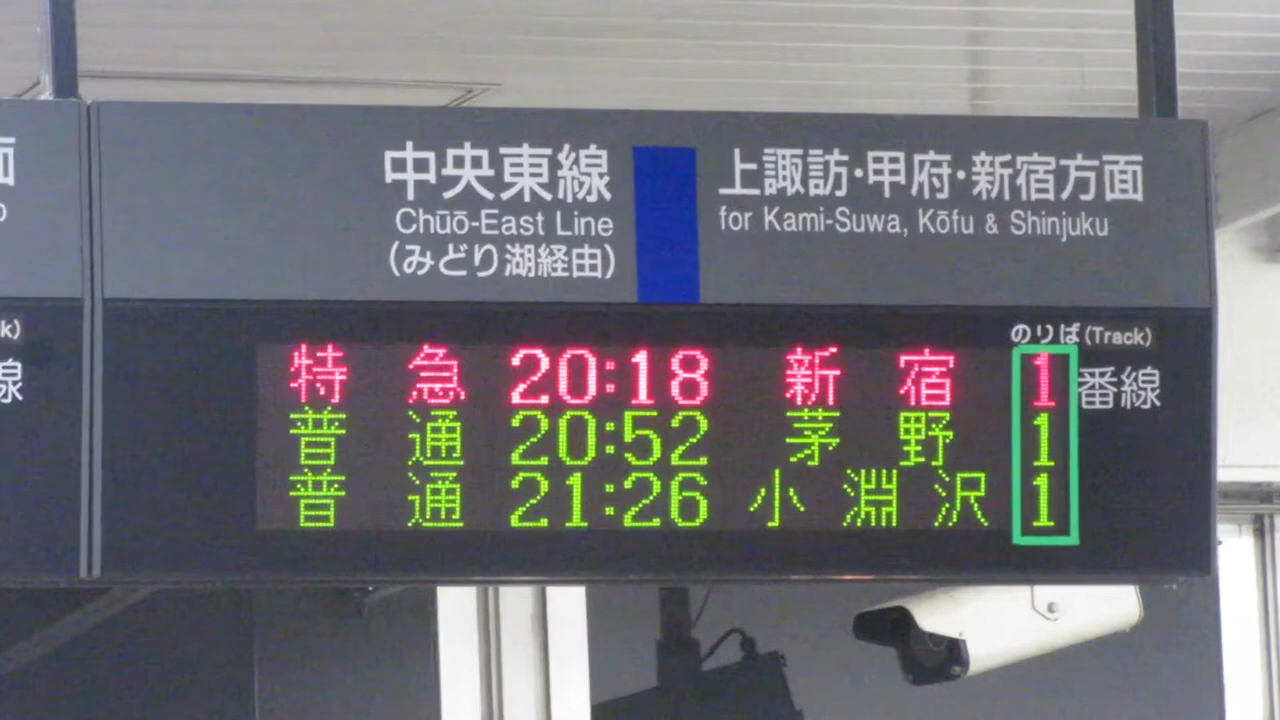 中央東線
Chūō-East Line
(みどり湖経由)
上諏訪・甲府・新宿方面
for Kami-Suwa, Kōfu & Shinjuku
のりば(Track)
特急 20:18 新宿 1 番線
普通 20:52 茅野 1
普通 21:26 小淵沢 1
線